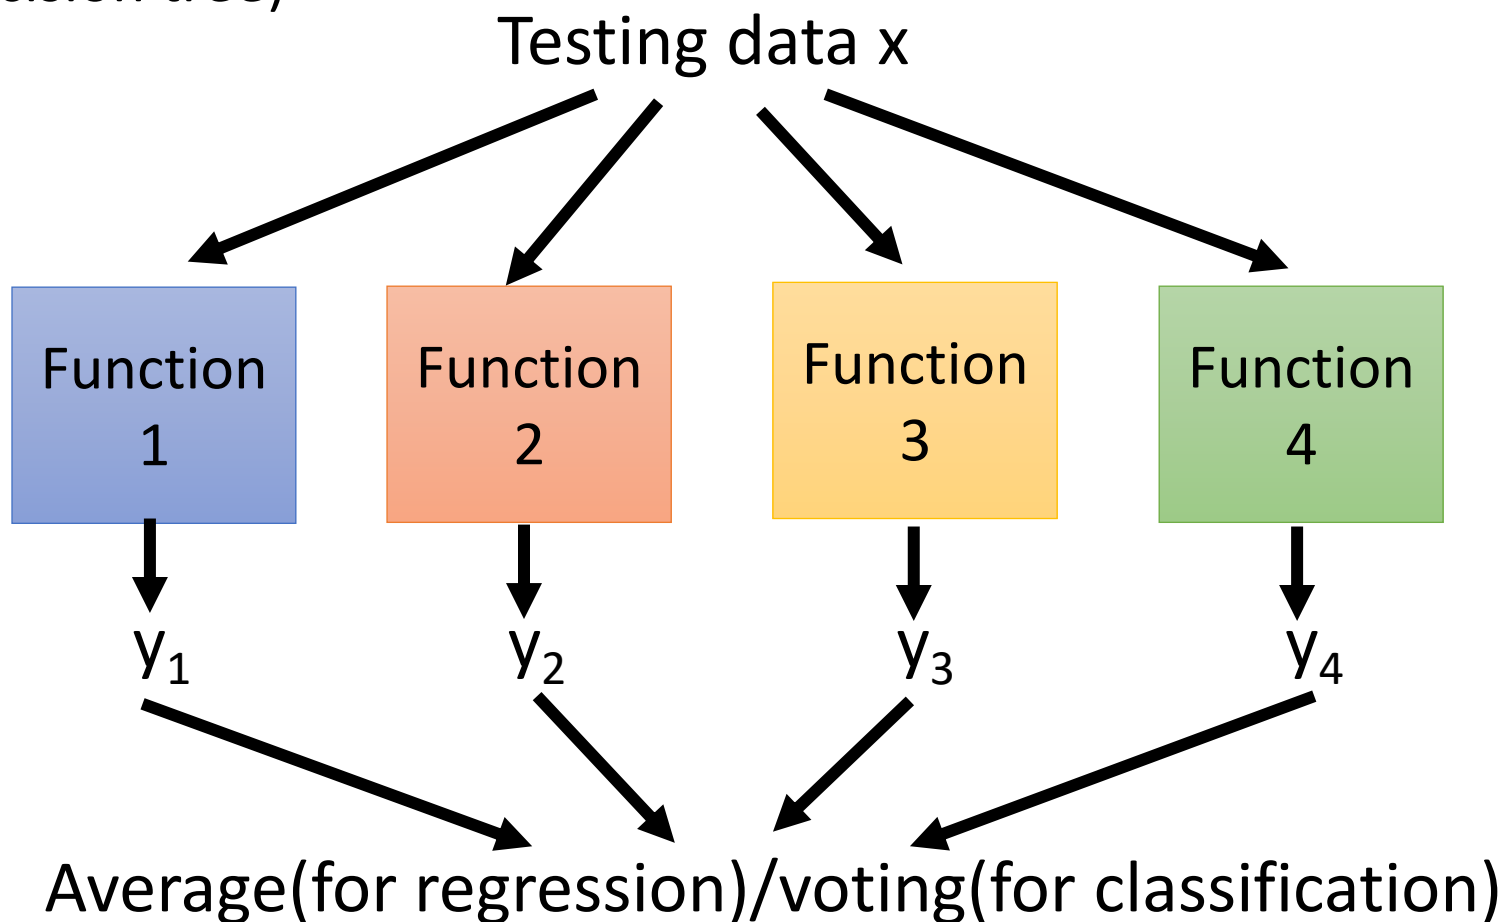 tree)
Testing data x
Function
1
Function
2
Function
3
Function
4
y1
y2
y3
y4
Average(for regression)/voting(for classification)